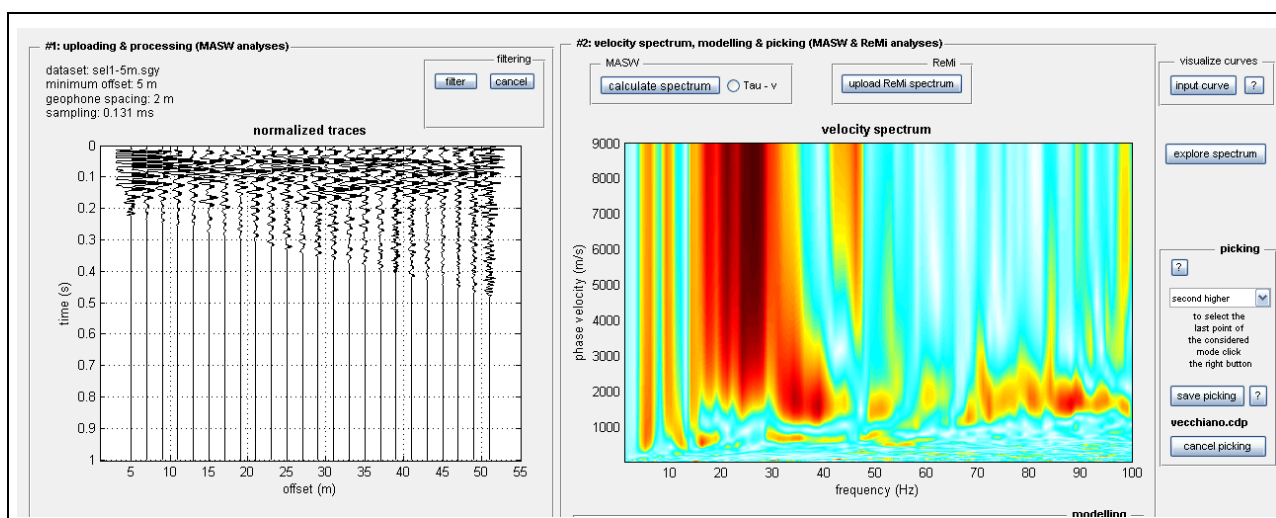 #1: uploading & processing (MASW analyses)
dataset: sel1-5m.sgy
minimum offset: 5 m
geophone spacing: 2 m
sampling: 0.131 ms
filtering
filter
cancel
normalized traces
0
0.1
0.2
0.3
0.4
0.5
0.6
0.7
0.8
0.9
1
time (s)
5 10 15 20 25 30 35 40 45 50 55
offset (m)
#2: velocity spectrum, modelling & picking (MASW & ReMi analyses)
MASW
calculate spectrum
Tau - v
ReMi
upload ReMi spectrum
velocity spectrum
9000
8000
7000
6000
5000
4000
3000
2000
1000
phase velocity (m/s)
10 20 30 40 50 60 70 80 90 100
frequency (Hz)
modelling
visualize curves
input curve
?
explore spectrum
picking
?
second higher
to select the
last point of
the considered
mode click
the right button
save picking
?
vecchiano.cdp
cancel picking